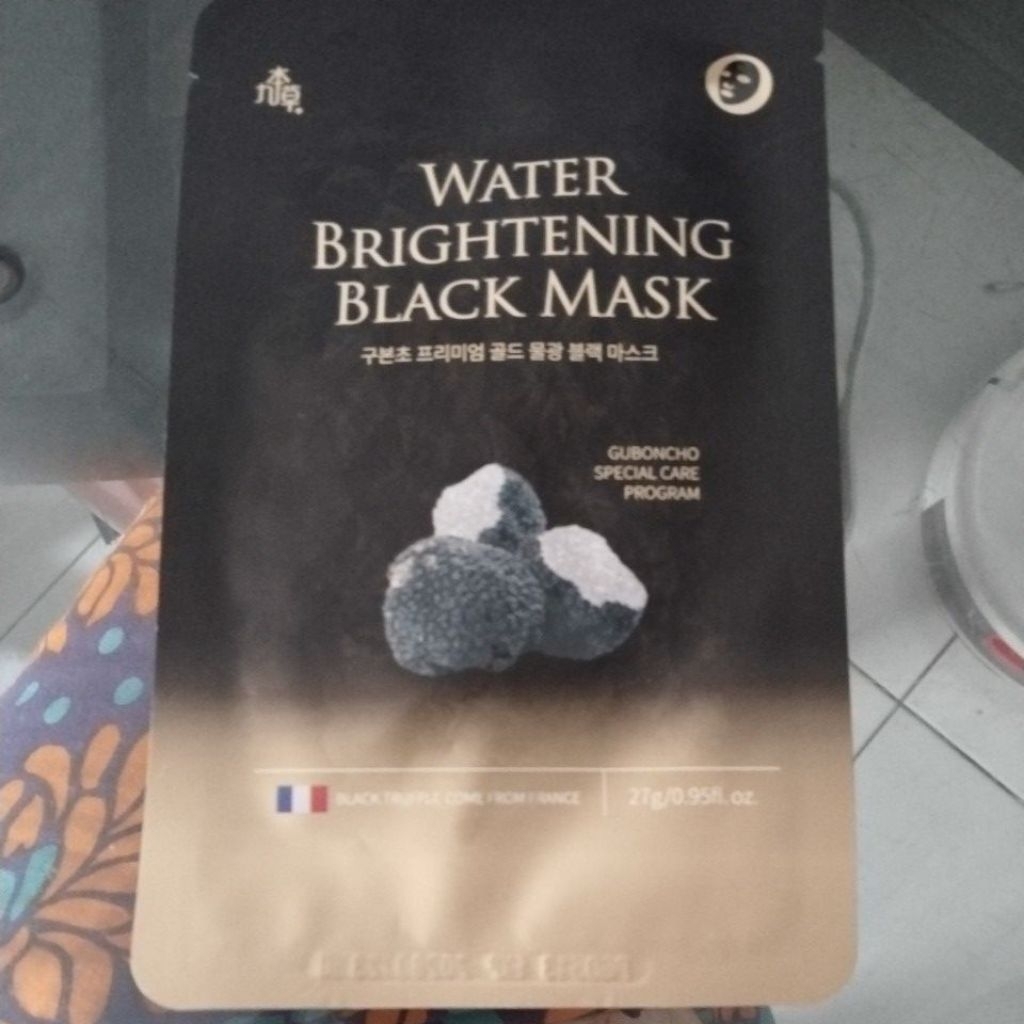 WATER
BRIGHTENING
BLACK MASK
구본초 프리미엄 골드 물광 블랙 마스크
GUBONCHO
SPECIAL CARE
PROGRAM
BLACK TRUFFLE COME FROM FRANCE
27g/0.95fl.oz.